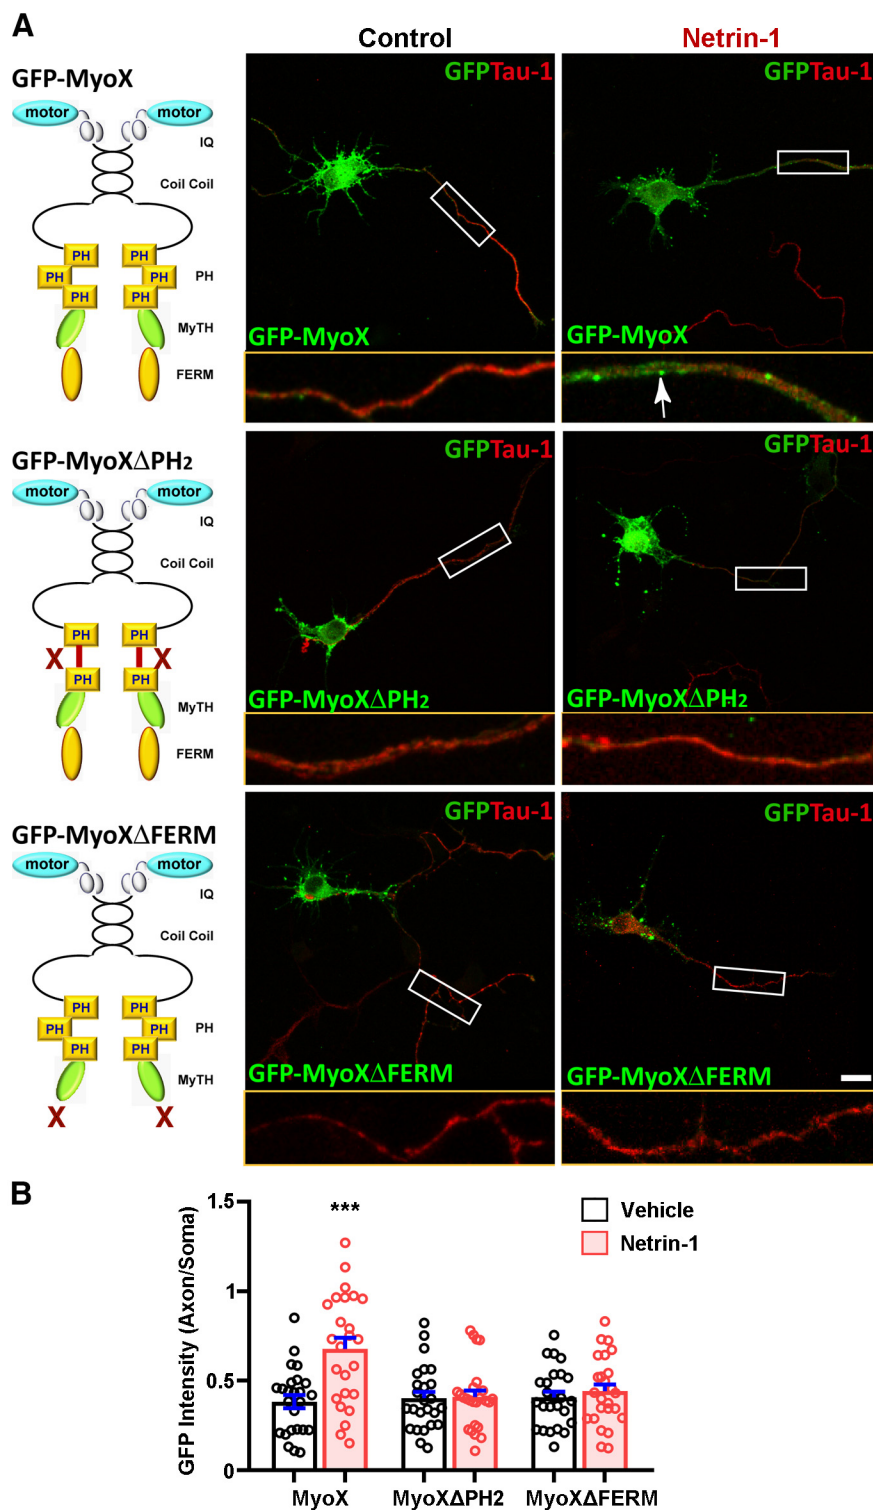 A
Control
Netrin-1
GFP-MyoX
motor
motor
IQ
Coil Coil
PH
PH
PH
PH
PH
PH
PH
MyTH
FERM
GFPTau-1
GFP-MyoX
GFPTau-1
GFP-MyoX
GFP-MyoXΔPH2
motor
motor
IQ
Coil Coil
PH
PH
X
X
PH
PH
MyTH
FERM
GFPTau-1
GFP-MyoXΔPH2
GFPTau-1
GFP-MyoXΔPH2
GFP-MyoXΔFERM
motor
motor
IQ
Coil Coil
PH
PH
PH
PH
PH
PH
PH
MyTH
X
X
GFPTau-1
GFP-MyoXΔFERM
GFPTau-1
GFP-MyoXΔFERM
B
GFP Intensity (Axon/Soma)
1.5
1
0.5
0
***
Vehicle
Netrin-1
MyoX
MyoXΔPH2
MyoXΔFERM